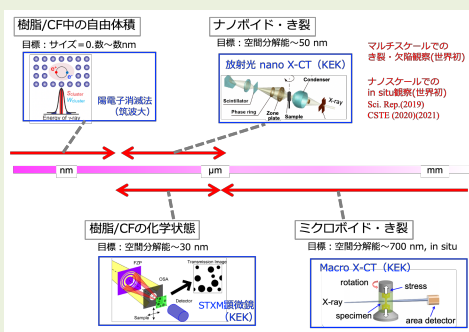 樹脂/CF中の自由体積
目標：サイズ＝0.数～数nm
Energy of γ-ray
陽電子消滅法
(筑波大)
ナノボイド・き裂
目標：空間分解能～50 nm
放射光 nano X-CT (KEK)
Condenser
Scintillator
Phase ring
Zone
plate
Sample
X-ray
マルチスケールでの
き裂・欠陥観察(世界初)
ナノスケールでの
in situ観察(世界初)
Sci. Rep.(2019)
CSTE (2020)(2021)
nm
μm
mm
樹脂/CFの化学状態
目標：空間分解能～30 nm
Transmission Image
FZP
OSA
Detector
Sample
STXM顕微鏡
(KEK)
ミクロボイド・き裂
目標：空間分解能～700 nm, in situ
Macro X-CT (KEK)
rotation
stress
X-ray
specimen
area detector